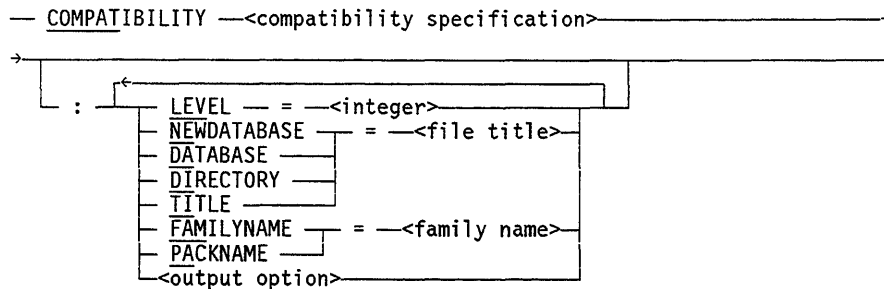 COMPATIBILITY <compatibility specification>
: LEVEL = <integer>
NEWDATABASE = <file title>
DATABASE
DIRECTORY
TITLE
FAMILYNAME = <family name>
PACKNAME
<output option>